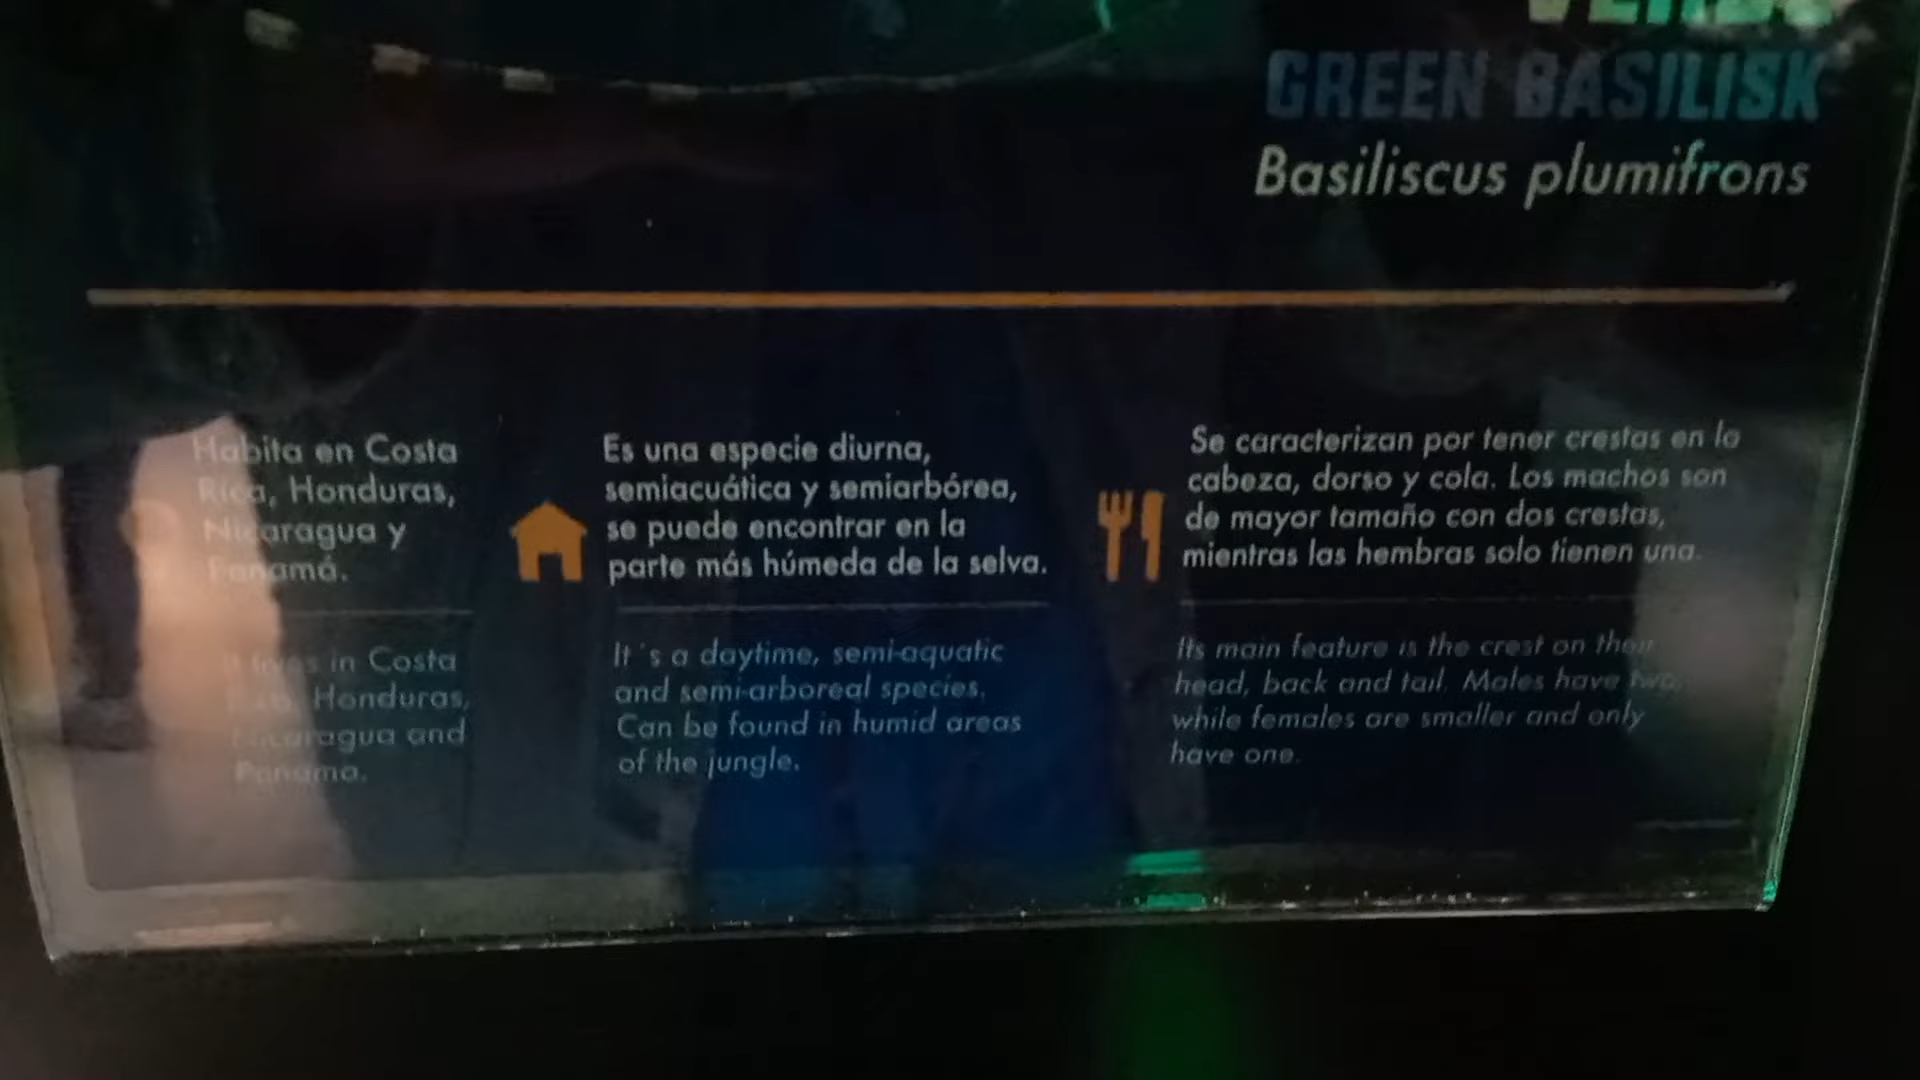 GREEN BASILISK
Basiliscus plumifrons
Habita en Costa
Rica, Honduras,
Nicaragua y
Panamá.
It lives in Costa
Honduras,
Nicaragua and
Panama.
Es una especie diurna,
semiacuática y semiarbórea,
se puede encontrar en la
parte más húmeda de la selva.
It´s a daytime, semi-aquatic
and semi-arboreal species.
Can be found in humid areas
of the jungle.
Se caracterizan por tener crestas en la
cabeza, dorso y cola. Los machos son
de mayor tamaño con dos crestas,
mientras las hembras solo tienen una.
Its main feature is the crest on their
head, back and tail. Males have two,
while females are smaller and only
have one.